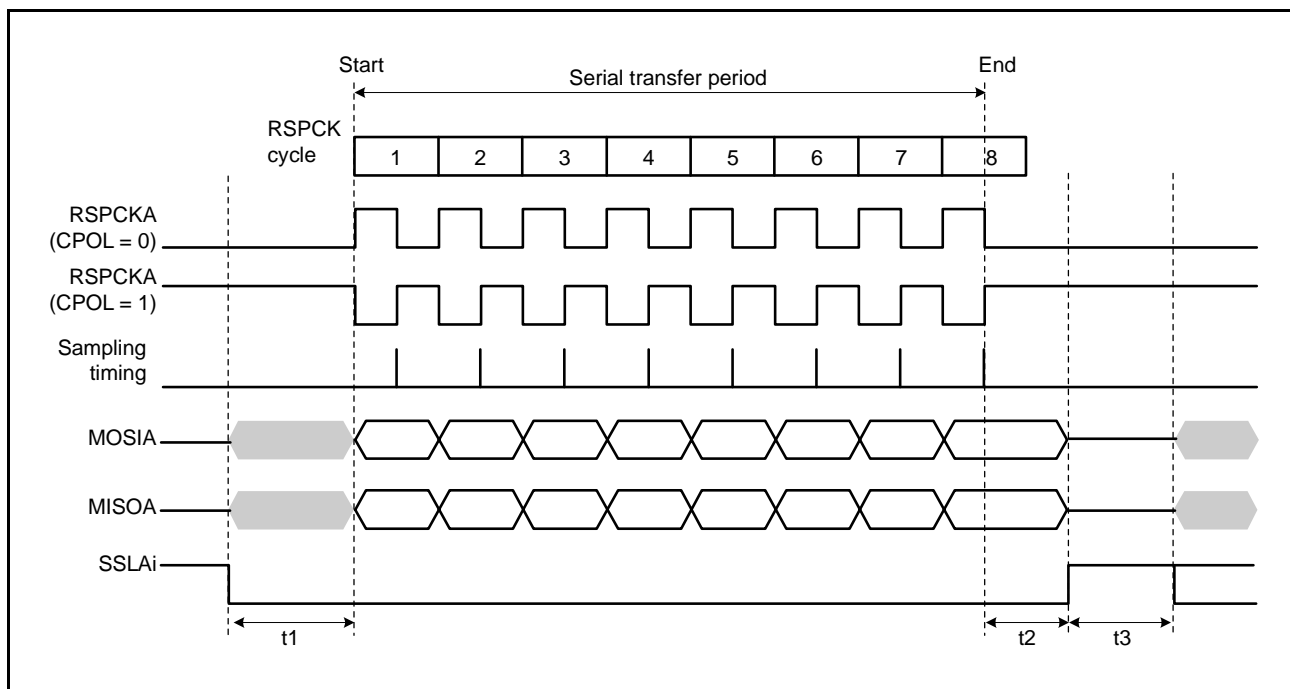 Start
Serial transfer period
End
RSPCK
cycle
1 2 3 4 5 6 7 8
RSPCKA
(CPOL = 0)
RSPCKA
(CPOL = 1)
Sampling
timing
MOSIA
MISOA
SSLAi
t1
t2
t3